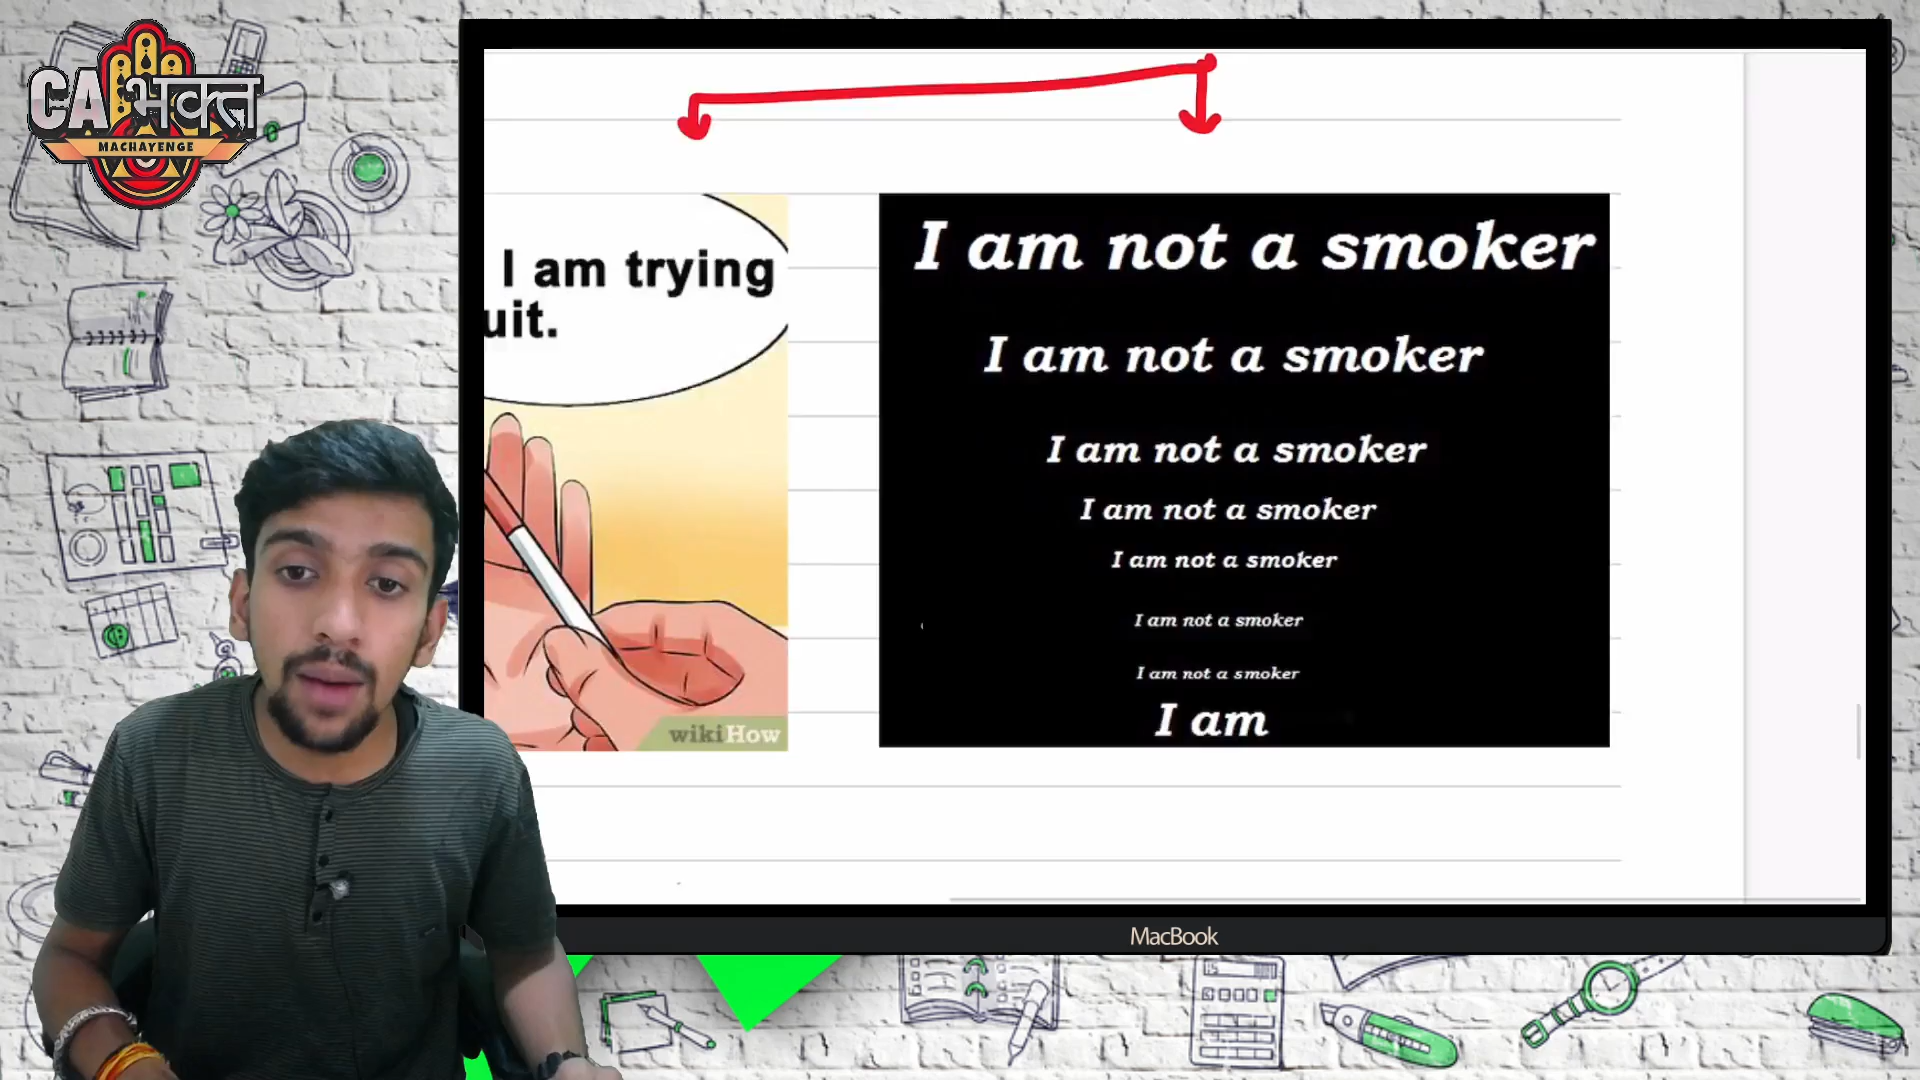 CA भक्त
MACHAYENGE
I am trying
uit.
wikiHow
I am not a smoker
I am not a smoker
I am not a smoker
I am not a smoker
I am not a smoker
I am not a smoker
I am not a smoker
I am
MacBook